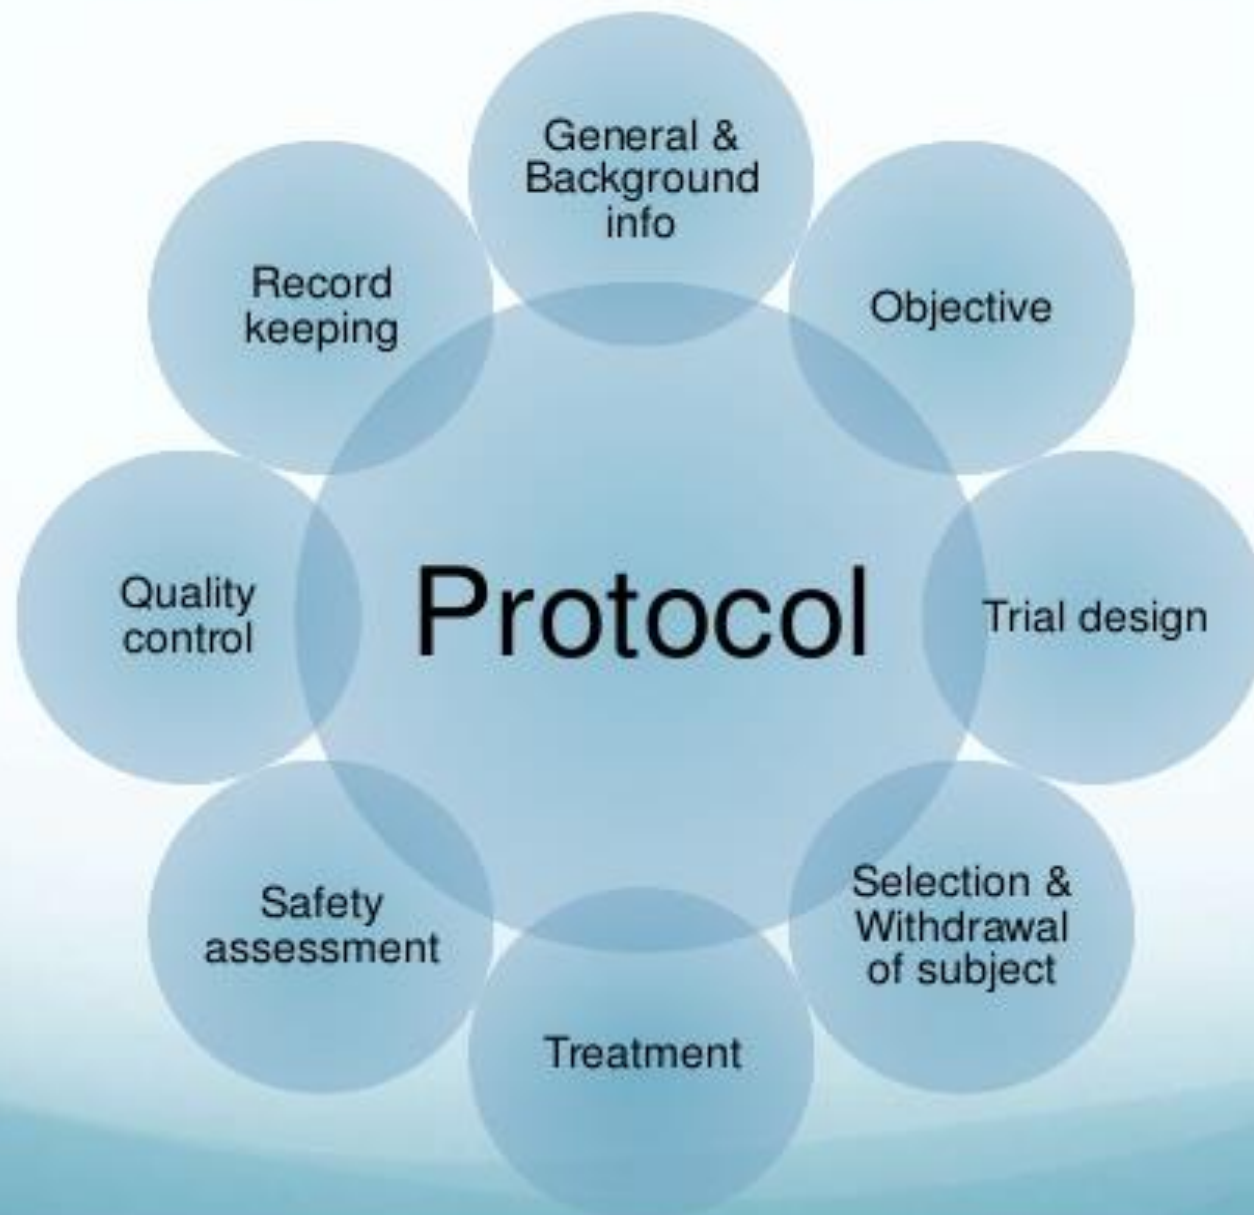 General &
Background
info
Objective
Trial design
Selection &
Withdrawal
of subject
Treatment
Safety
assessment
Quality
control
Record
keeping
Protocol